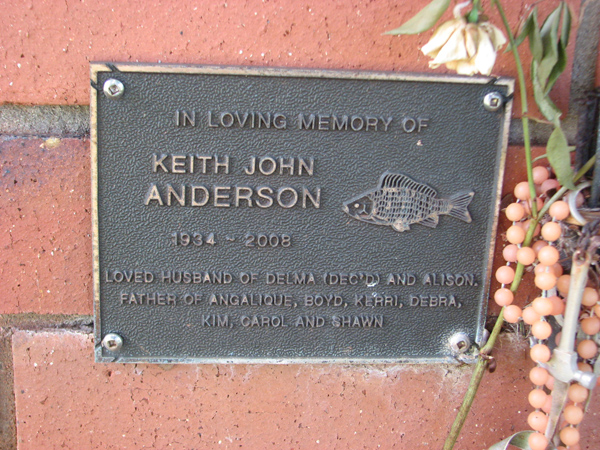 IN LOVING MEMORY OF
KEITH JOHN
ANDERSON
1934 ~ 2008
LOVED HUSBAND OF DELMA (DEC'D) AND ALISON.
FATHER OF ANGALIQUE, BOYD, KERRI, DEBRA,
KIM, CAROL AND SHAWN